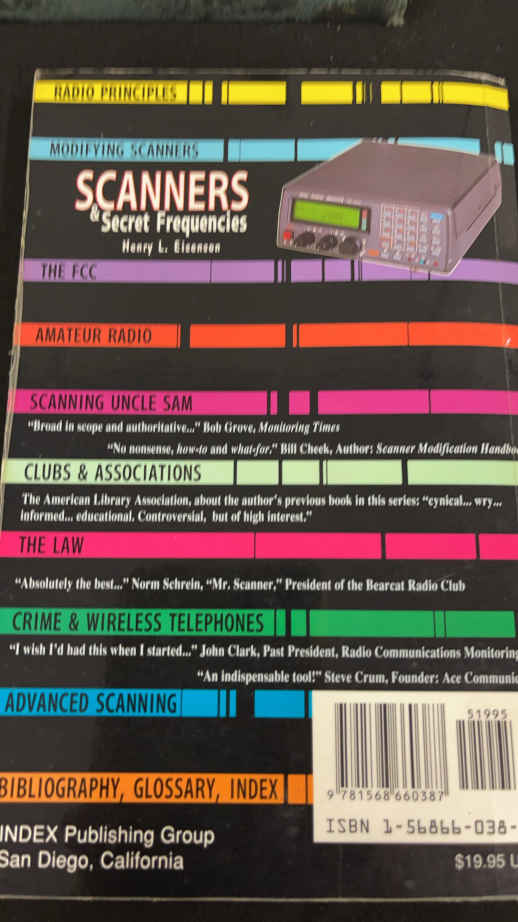 RADIO PRINCIPLES
MODIFYING SCANNERS
SCANNERS
& Secret Frequencies
Henry L. Eisenson
THE FCC
AMATEUR RADIO
SCANNING UNCLE SAM
"Broad in scope and authoritative..." Bob Grove, Monitoring Times
"No nonsense, how-to and what-for." Bill Cheek, Author: Scanner Modification Handboo
CLUBS & ASSOCIATIONS
The American Library Association, about the author's previous book in this series: "cynical... wry...
informed... educational. Controversial, but of high interest."
THE LAW
"Absolutely the best..." Norm Schrein, "Mr. Scanner," President of the Bearcat Radio Club
CRIME & WIRELESS TELEPHONES
"I wish I'd had this when I started..." John Clark, Past President, Radio Communications Monitoring
"An indispensable tool!" Steve Crum, Founder: Ace Communic
ADVANCED SCANNING
51995
BIBLIOGRAPHY, GLOSSARY, INDEX
9 781568 660387
ISBN 1-56866-038-
INDEX Publishing Group
San Diego, California
$19.95 U